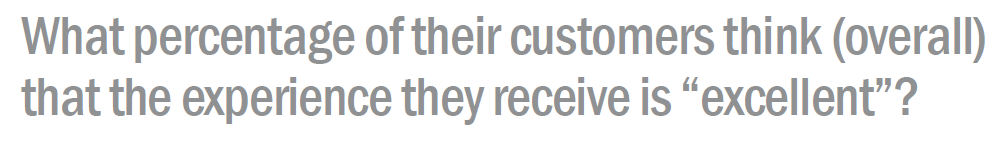 What percentage of their customers think (overall)
that the experience they receive is “excellent”?